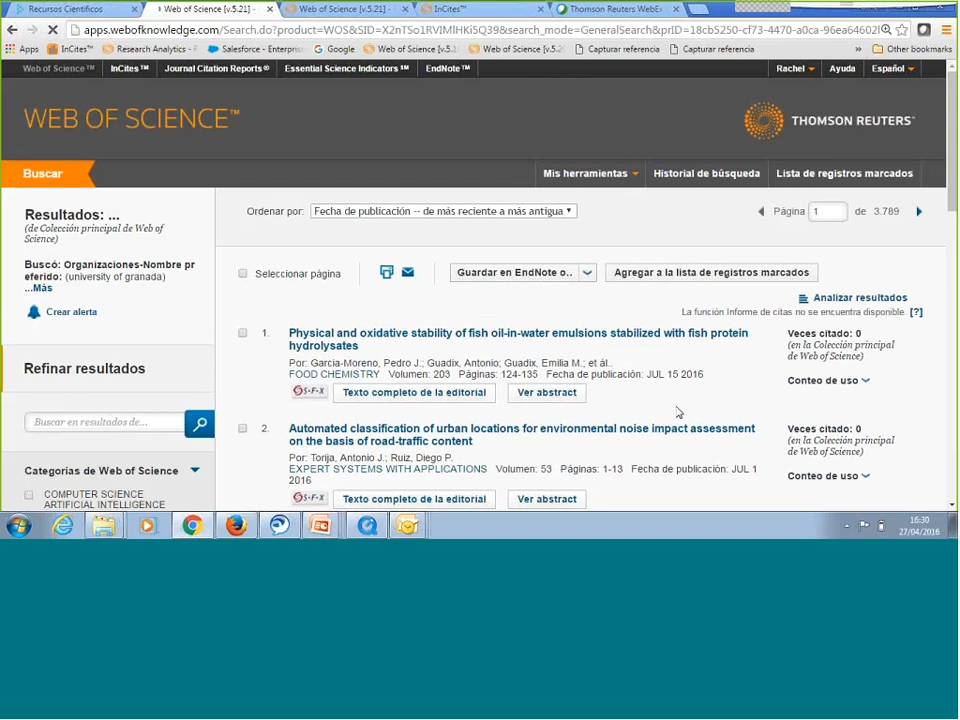 Recursos Científicos
Web of Science [v.5.21] -
Web of Science [v.5.21] -
InCites™
Thomson Reuters WebEx
apps.webofknowledge.com/Search.do?product=WOS&SID=
&search_mode=GeneralSearch&prID=18cb5250-cf73-4470-a0ca-96ea64602
Apps
InCites™
Research Analytics -
Salesforce - Enterpris
Google
Web of Science [v.5.
Web of Science [v.5.2
Capturar referencia
Capturar referencia
» Other bookmarks
Web of Science™
InCites™
Journal Citation Reports®
Essential Science Indicators™
EndNote™
Rachel
Ayuda
Español
WEB OF SCIENCE™
THOMSON REUTERS™
Buscar
Mis herramientas
Historial de búsqueda
Lista de registros marcados
Resultados: ...
(de Colección principal de Web of
Science)
Buscó: Organizaciones-Nombre pr
eferido: (university of granada)
...Más
Crear alerta
Refinar resultados
Buscar en resultados de...
Categorías de Web of Science
COMPUTER SCIENCE
ARTIFICIAL INTELLIGENCE
Ordenar por: Fecha de publicación -- de más reciente a más antigua
Página 1 de 3.789
Seleccionar página
Guardar en EndNote o..
Agregar a la lista de registros marcados
Analizar resultados
La función Informe de citas no se encuentra disponible. [?]
1. Physical and oxidative stability of fish oil-in-water emulsions stabilized with fish protein
hydrolysates
Por: Garcia-Moreno, Pedro J.; Guadix, Antonio; Guadix, Emilia M.; et ál..
FOOD CHEMISTRY Volumen: 203 Páginas: 124-135 Fecha de publicación: JUL 15 2016
S·F·X Texto completo de la editorial Ver abstract
Veces citado: 0
(en la Colección principal
de Web of Science)
Conteo de uso
2. Automated classification of urban locations for environmental noise impact assessment
on the basis of road-traffic content
Por: Torija, Antonio J.; Ruiz, Diego P.
EXPERT SYSTEMS WITH APPLICATIONS Volumen: 53 Páginas: 1-13 Fecha de publicación: JUL 1
2016
S·F·X Texto completo de la editorial Ver abstract
Veces citado: 0
(en la Colección principal
de Web of Science)
Conteo de uso
16:30
27/04/2016